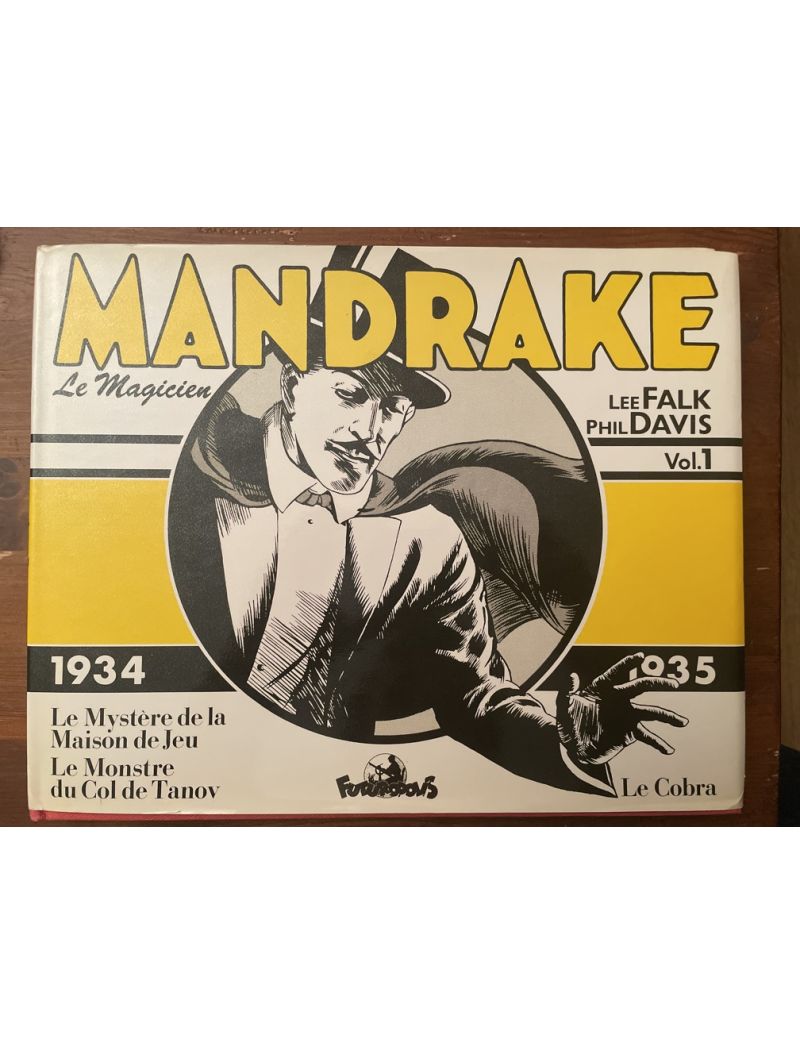 MANDRAKE
Le Magicien
LEE FALK
PHIL DAVIS
Vol.1
1934
1935
Le Mystère de la
Maison de Jeu
Le Monstre
du Col de Tanov
FUTUROPOLIS
Le Cobra